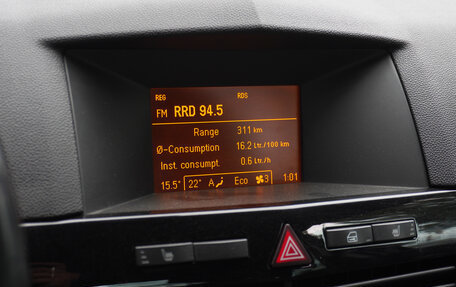 REG RDS
FM RRD 94.5
Range 311 km
Ø-Consumption 16.2 Ltr./100 km
Inst. consumpt. 0.6 Ltr./h
15.5° 22° A Eco 3 1:01